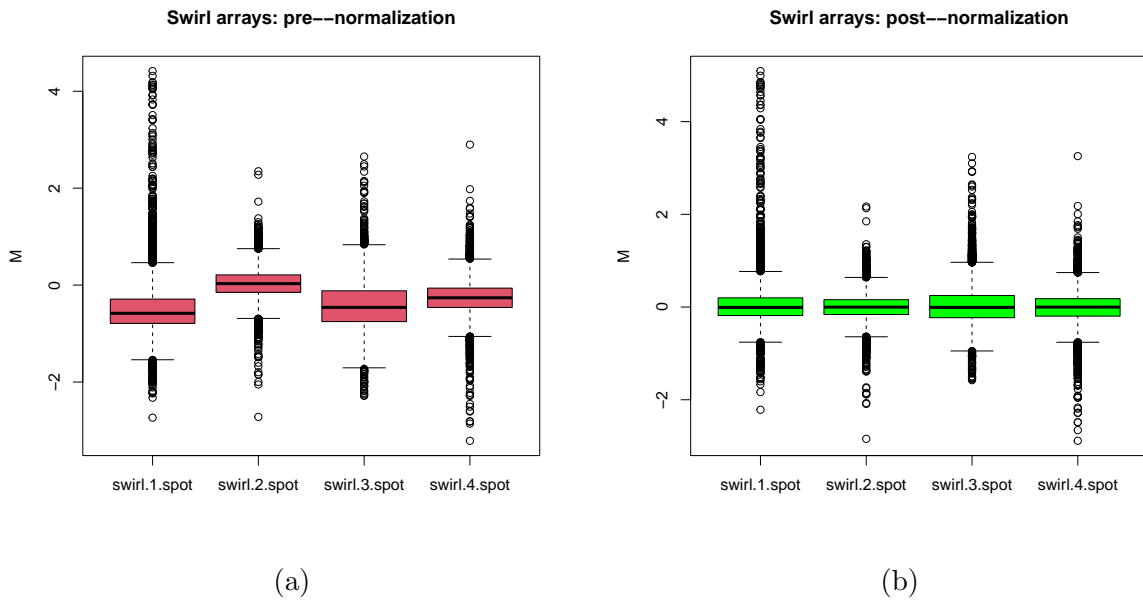 Swirl arrays: pre−−normalization
M
4
2
0
−2
swirl.1.spot swirl.2.spot swirl.3.spot swirl.4.spot
(a)
Swirl arrays: post−−normalization
M
4
2
0
−2
swirl.1.spot swirl.2.spot swirl.3.spot swirl.4.spot
(b)